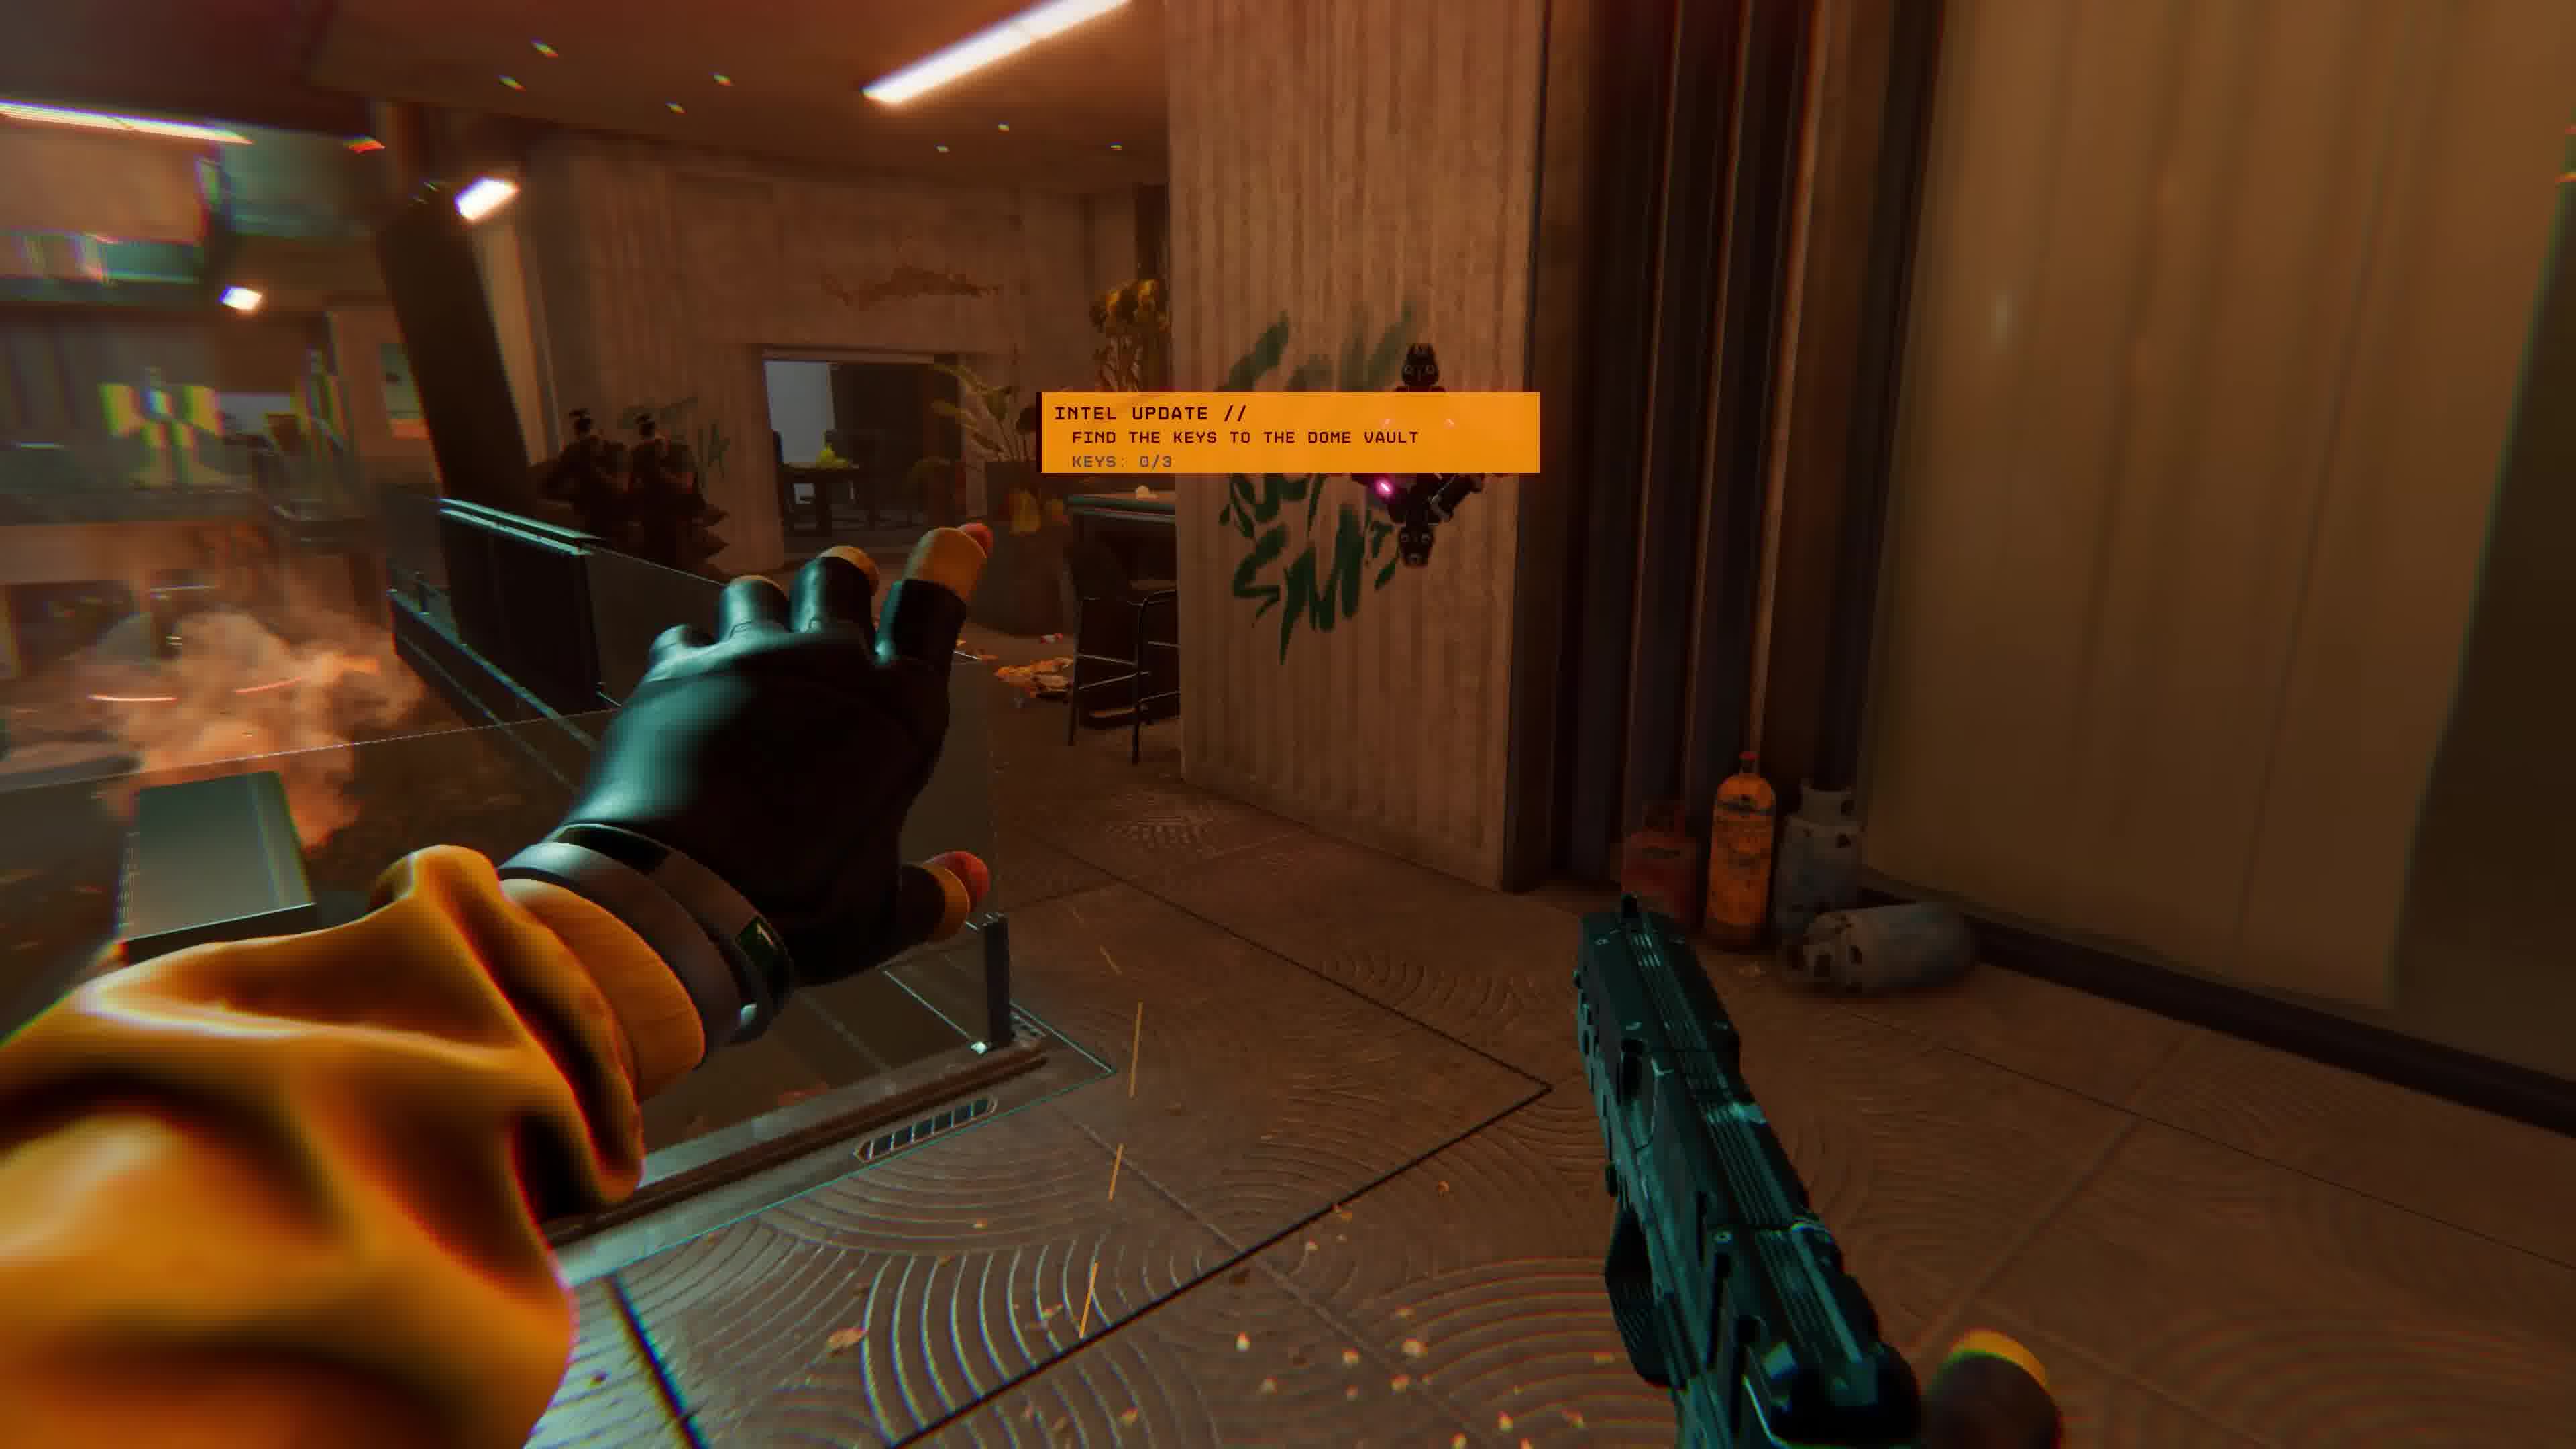 INTEL UPDATE //
FIND THE KEYS TO THE DOME VAULT
KEYS: 0/3